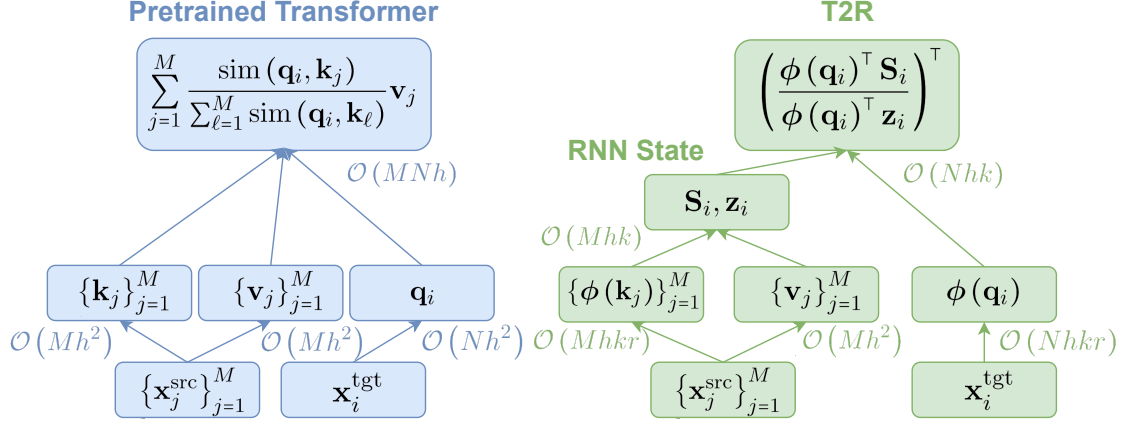 Pretrained Transformer
T2R
$\sum_{j=1}^{M} \frac{\text{sim}\,(\mathbf{q}_i, \mathbf{k}_j)}{\sum_{\ell=1}^{M} \text{sim}\,(\mathbf{q}_i, \mathbf{k}_\ell)} \mathbf{v}_j$
$\left( \frac{\boldsymbol{\phi}\,(\mathbf{q}_i)^\top \mathbf{S}_i}{\boldsymbol{\phi}\,(\mathbf{q}_i)^\top \mathbf{z}_i} \right)^\top$
RNN State
$\mathcal{O}\,(MNh)$
$\mathcal{O}\,(Nhk)$
$\mathbf{S}_i, \mathbf{z}_i$
$\mathcal{O}\,(Mhk)$
$\{\mathbf{k}_j\}_{j=1}^{M}$
$\{\mathbf{v}_j\}_{j=1}^{M}$
$\mathbf{q}_i$
$\{\boldsymbol{\phi}\,(\mathbf{k}_j)\}_{j=1}^{M}$
$\{\mathbf{v}_j\}_{j=1}^{M}$
$\boldsymbol{\phi}\,(\mathbf{q}_i)$
$\mathcal{O}\,(Mh^2)$
$\mathcal{O}\,(Mh^2)$
$\mathcal{O}\,(Nh^2)$
$\mathcal{O}\,(Mhkr)$
$\mathcal{O}\,(Mh^2)$
$\mathcal{O}\,(Nhkr)$
$\{\mathbf{x}_j^{\text{src}}\}_{j=1}^{M}$
$\mathbf{x}_i^{\text{tgt}}$
$\{\mathbf{x}_j^{\text{src}}\}_{j=1}^{M}$
$\mathbf{x}_i^{\text{tgt}}$